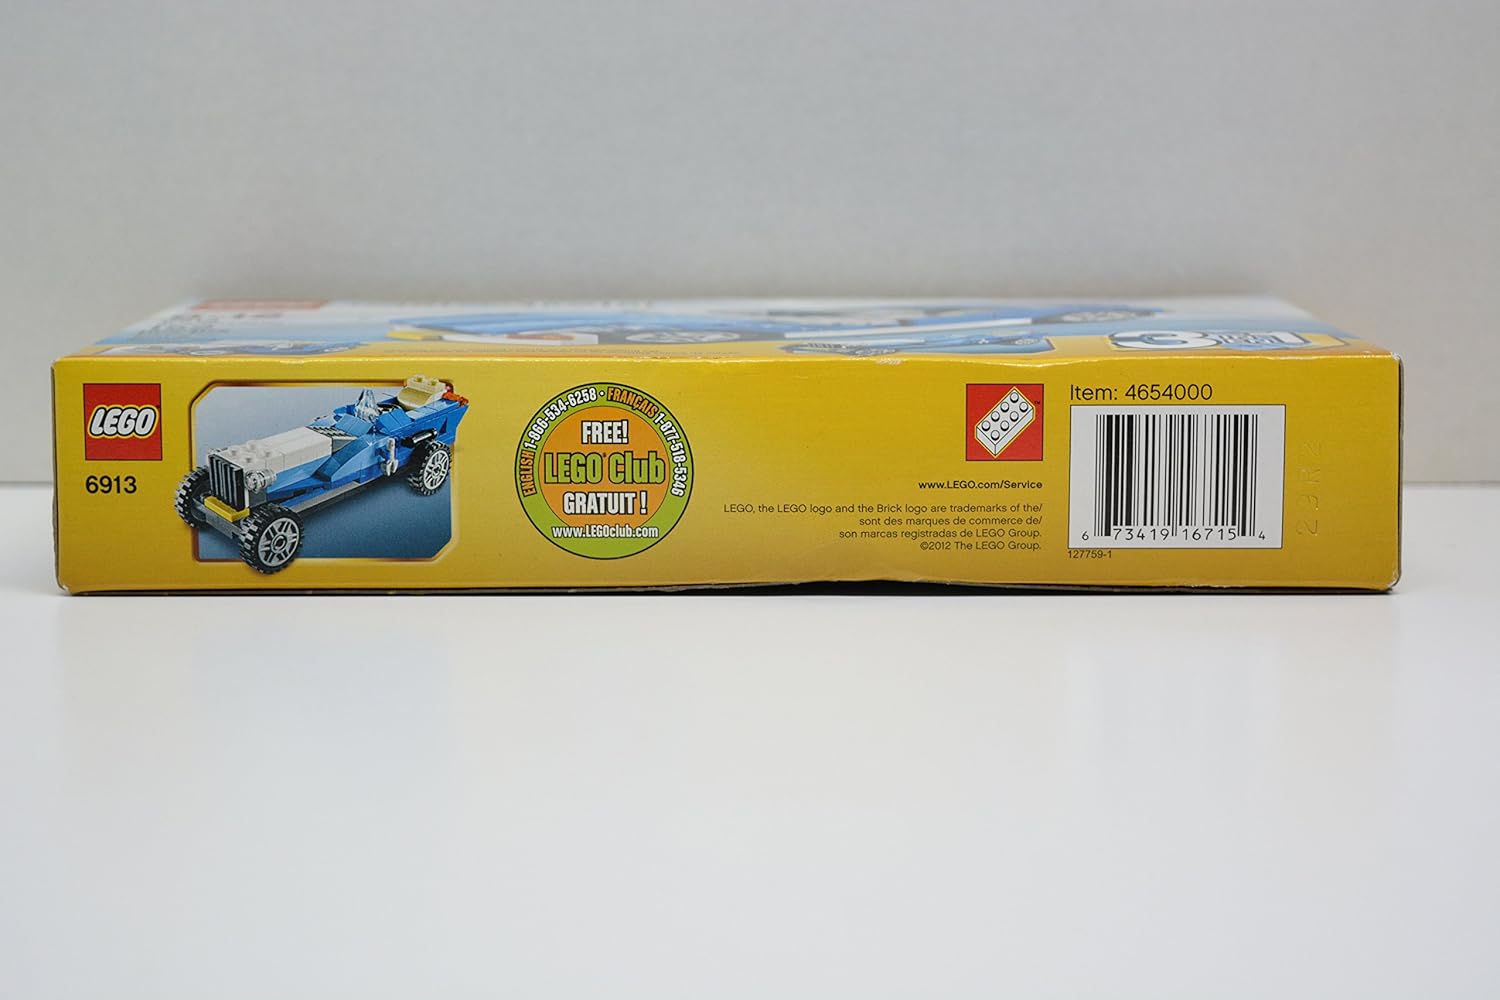 LEGO
6913
ENGLISH 1-866-534-6258 • FRANÇAIS 1-877-518-5346
FREE!
LEGO® Club
GRATUIT !
www.LEGOclub.com
www.LEGO.com/Service
LEGO, the LEGO logo and the Brick logo are trademarks of the/
sont des marques de commerce de/
son marcas registradas de LEGO Group.
©2012 The LEGO Group.
Item: 4654000
6 73419 16715 4
127759-1
23R2
3